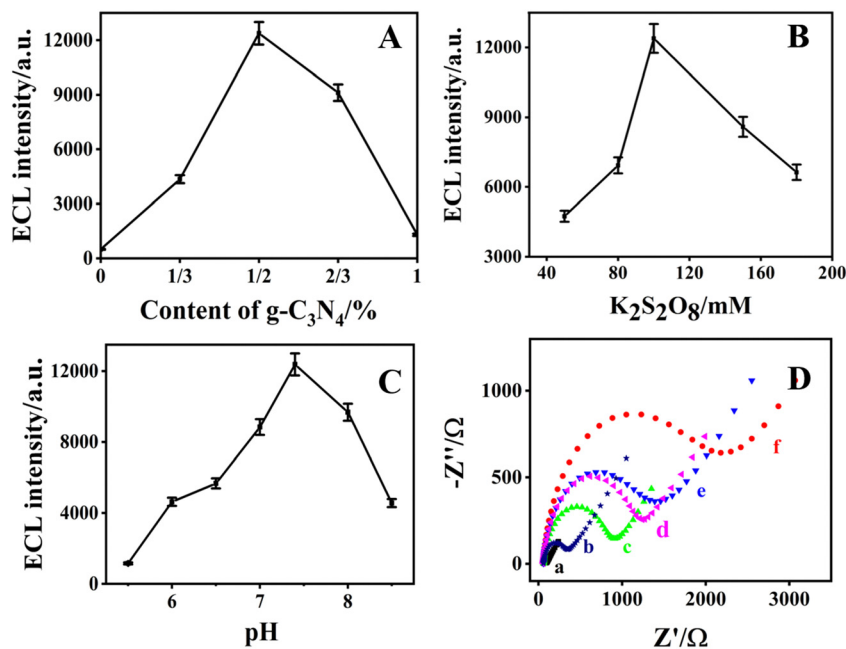 A
ECL intensity/a.u.
12000
9000
6000
3000
0
0 1/3 1/2 2/3 1
Content of g-C₃N₄/%
B
ECL intensity/a.u.
12000
9000
6000
3000
40 80 120 160 200
K₂S₂O₈/mM
C
ECL intensity/a.u.
12000
8000
4000
0
6 7 8
pH
D
-Z''/Ω
1000
500
0
f
e
d
c
b
a
0 1000 2000 3000
Z'/Ω